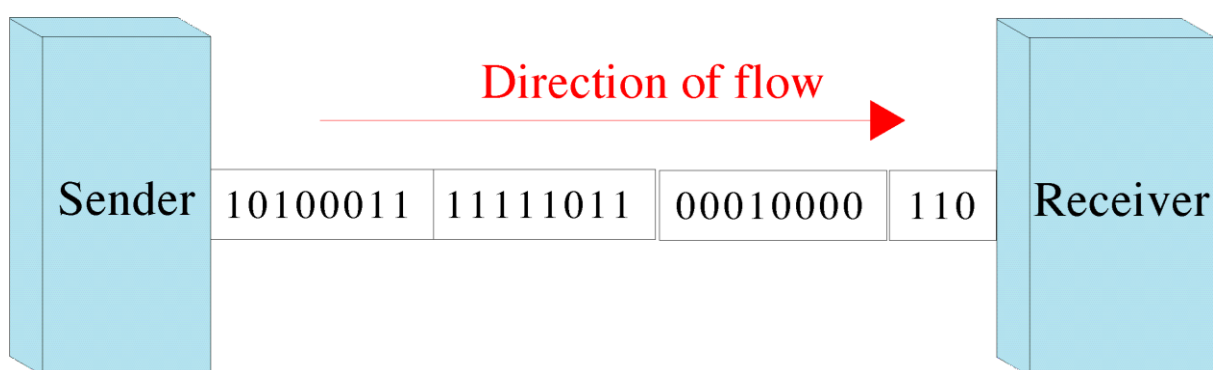 Direction of flow
Sender 10100011 11111011 00010000 110 Receiver